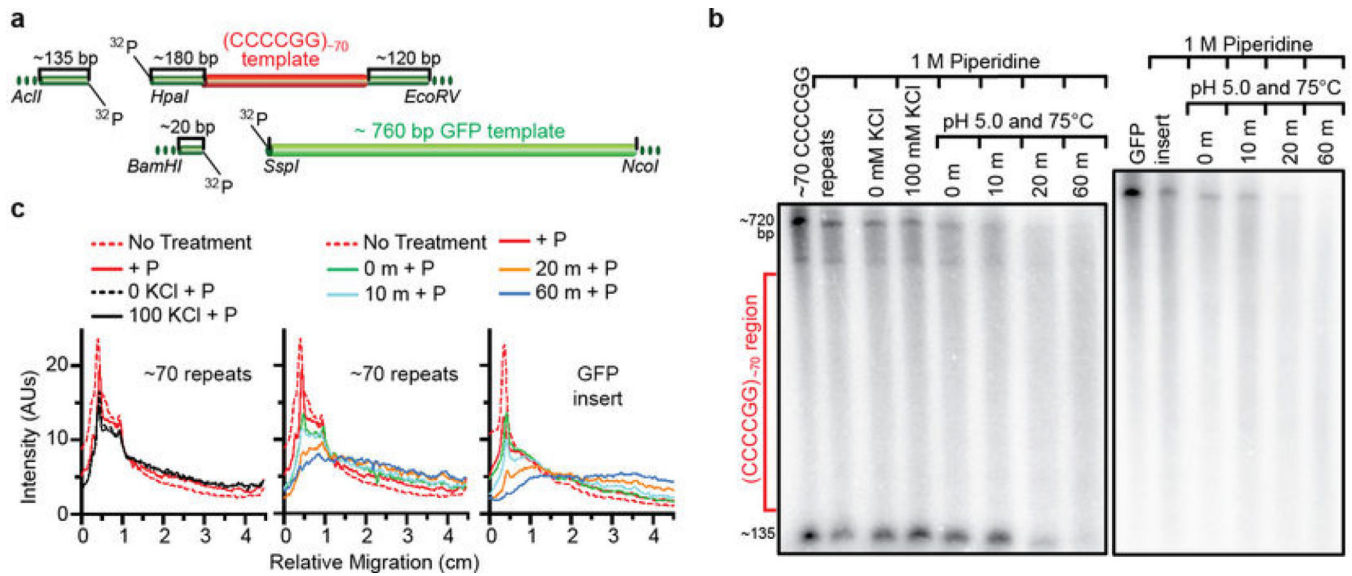 a
~135 bp
32P
~180 bp
(CCCCGG)~70
template
~120 bp
AclI
32P
HpaI
EcoRV
~20 bp
32P
~ 760 bp GFP template
BamHI
32P
SspI
NcoI
b
1 M Piperidine
pH 5.0 and 75°C
~70 CCCCGG
repeats
0 mM KCl
100 mM KCl
0 m
10 m
20 m
60 m
~720
bp
(CCCCGG)~70 region
~135
1 M Piperidine
pH 5.0 and 75°C
GFP
insert
0 m
10 m
20 m
60 m
c
No Treatment
+ P
0 KCl + P
100 KCl + P
No Treatment
0 m + P
10 m + P
+ P
20 m + P
60 m + P
Intensity (AUs)
20
10
0
~70 repeats
~70 repeats
GFP
insert
0 1 2 3 4
0 1 2 3 4
0 1 2 3 4
Relative Migration (cm)